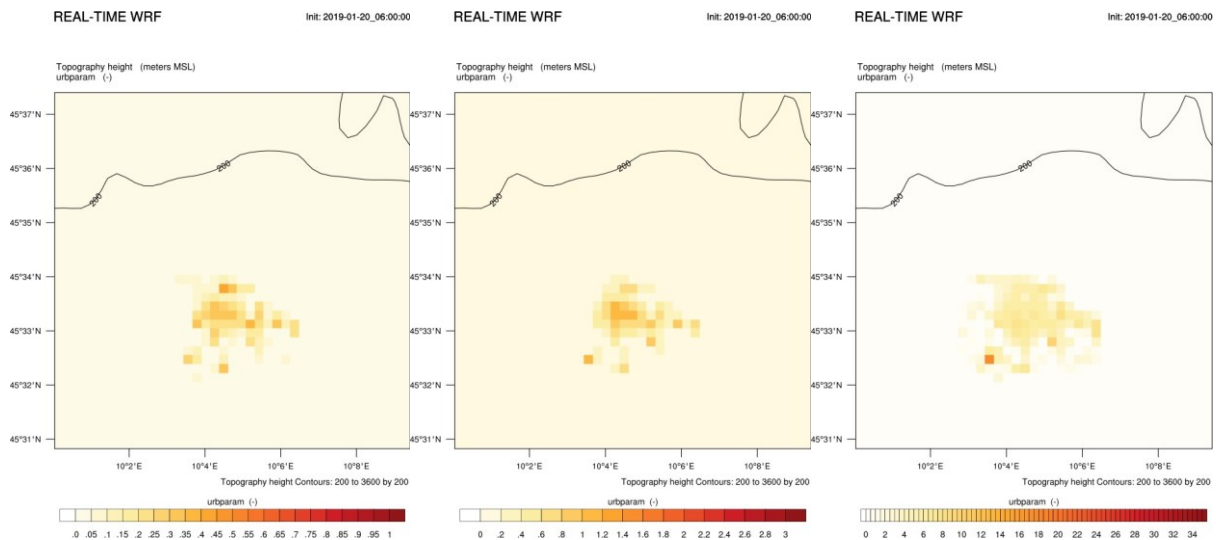 REAL-TIME WRF Init: 2019-01-20_06:00:00
Topography height (meters MSL)
urbparam (-)
45°37'N
45°36'N
45°35'N
45°34'N
45°33'N
45°32'N
45°31'N
200
200
10°2'E 10°4'E 10°6'E 10°8'E
Topography height Contours: 200 to 3600 by 200
urbparam (-)
.0 .05 .1 .15 .2 .25 .3 .35 .4 .45 .5 .55 .6 .65 .7 .75 .8 .85 .9 .95 1
REAL-TIME WRF Init: 2019-01-20_06:00:00
Topography height (meters MSL)
urbparam (-)
45°37'N
45°36'N
45°35'N
45°34'N
45°33'N
45°32'N
45°31'N
200
200
10°2'E 10°4'E 10°6'E 10°8'E
Topography height Contours: 200 to 3600 by 200
urbparam (-)
0 .2 .4 .6 .8 1 1.2 1.4 1.6 1.8 2 2.2 2.4 2.6 2.8 3
REAL-TIME WRF Init: 2019-01-20_06:00:00
Topography height (meters MSL)
urbparam (-)
45°37'N
45°36'N
45°35'N
45°34'N
45°33'N
45°32'N
45°31'N
200
200
10°2'E 10°4'E 10°6'E 10°8'E
Topography height Contours: 200 to 3600 by 200
urbparam (-)
0 2 4 6 8 10 12 14 16 18 20 22 24 26 28 30 32 34